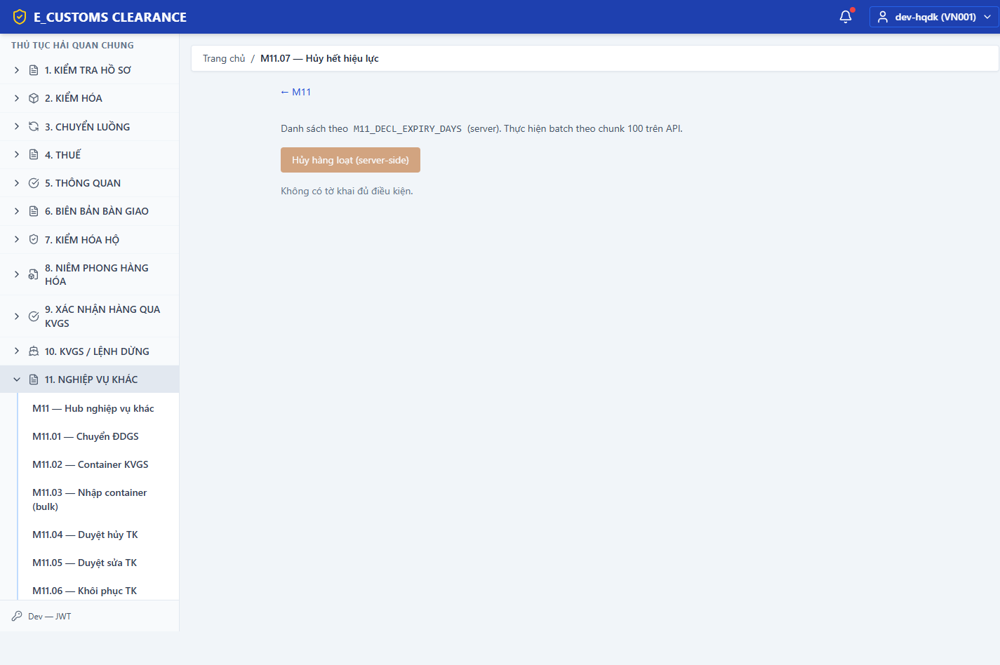 E_CUSTOMS CLEARANCE
dev-hqdk (VN001)
THỦ TỤC HẢI QUAN CHUNG
1. KIỂM TRA HỒ SƠ
2. KIỂM HÓA
3. CHUYỂN LUỒNG
4. THUẾ
5. THÔNG QUAN
6. BIÊN BẢN BÀN GIAO
7. KIỂM HÓA HỘ
8. NIÊM PHONG HÀNG
HÓA
9. XÁC NHẬN HÀNG QUA
KVGS
10. KVGS / LỆNH DỪNG
11. NGHIỆP VỤ KHÁC
M11 — Hub nghiệp vụ khác
M11.01 — Chuyển ĐDGS
M11.02 — Container KVGS
M11.03 — Nhập container
(bulk)
M11.04 — Duyệt hủy TK
M11.05 — Duyệt sửa TK
M11.06 — Khôi phục TK
Dev — JWT
Trang chủ / M11.07 — Hủy hết hiệu lực
← M11
Danh sách theo M11_DECL_EXPIRY_DAYS (server). Thực hiện batch theo chunk 100 trên API.
Hủy hàng loạt (server-side)
Không có tờ khai đủ điều kiện.